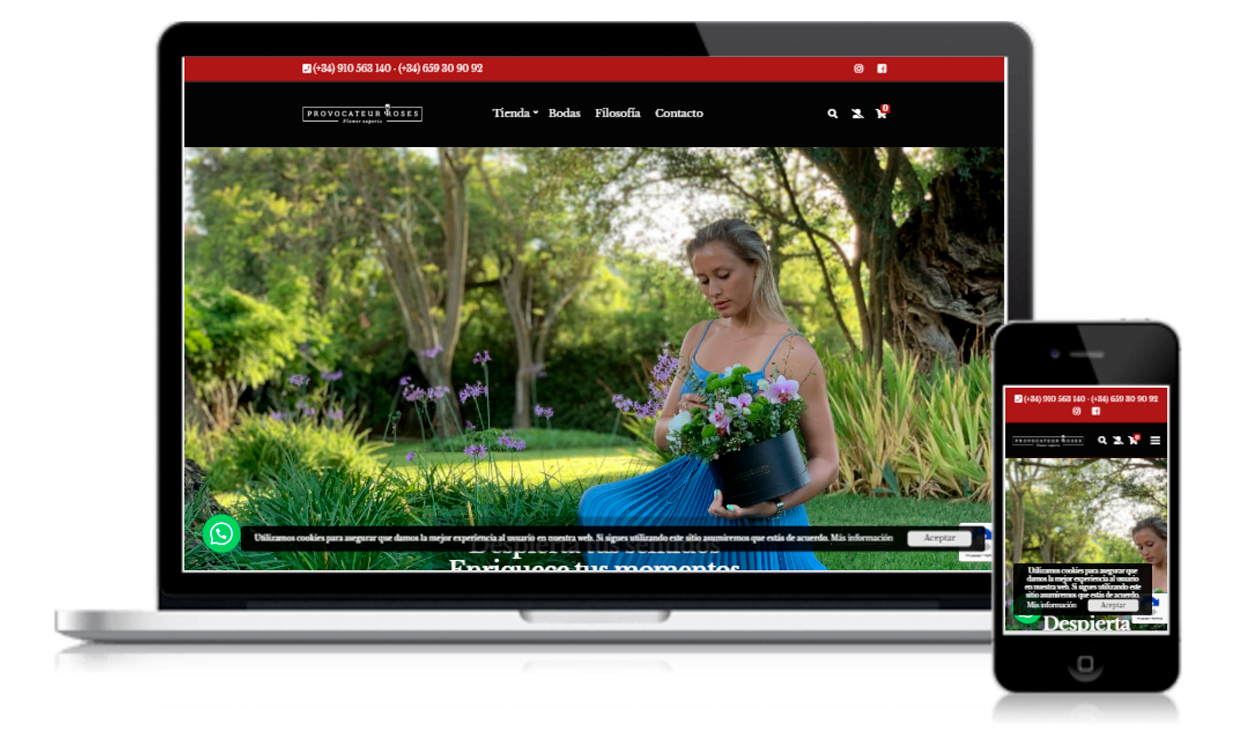 (+34) 910 563 140 - (+34) 659 30 90 92
PROVOCATEUR ROSES
Flower experts
Tienda Bodas Filosofía Contacto
0
Utilizamos cookies para asegurar que damos la mejor experiencia al usuario en nuestra web. Si sigues utilizando este sitio asumiremos que estás de acuerdo. Más información
Aceptar
Despierta tus sentidos
Enriquece tus momentos
(+34) 910 563 140 - (+34) 659 30 90 92
PROVOCATEUR ROSES
Flower experts
0
Utilizamos cookies para asegurar que
damos la mejor experiencia al usuario
en nuestra web. Si sigues utilizando este
sitio asumiremos que estás de acuerdo.
Más información Aceptar
Despierta